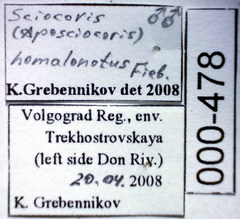 Sciocoris ♂♂
(Aposciocoris)
homalonotus Fieb.
K.Grebennikov det 2008
Volgograd Reg., env.
Trekhostrovskaya
(left side Don Riv.)
20.04.2008
K. Grebennikov
000-478